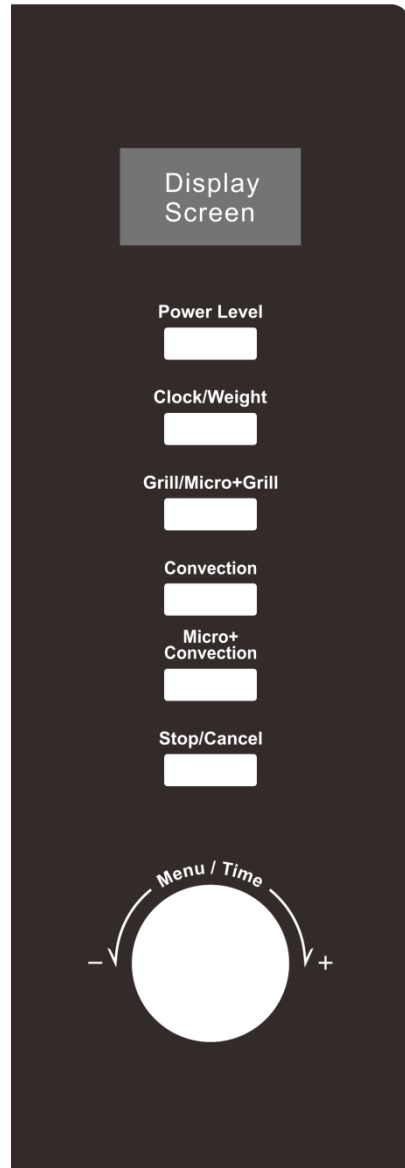 Display
Screen
Power Level
Clock/Weight
Grill/Micro+Grill
Convection
Micro+
Convection
Stop/Cancel
Menu / Time
− +